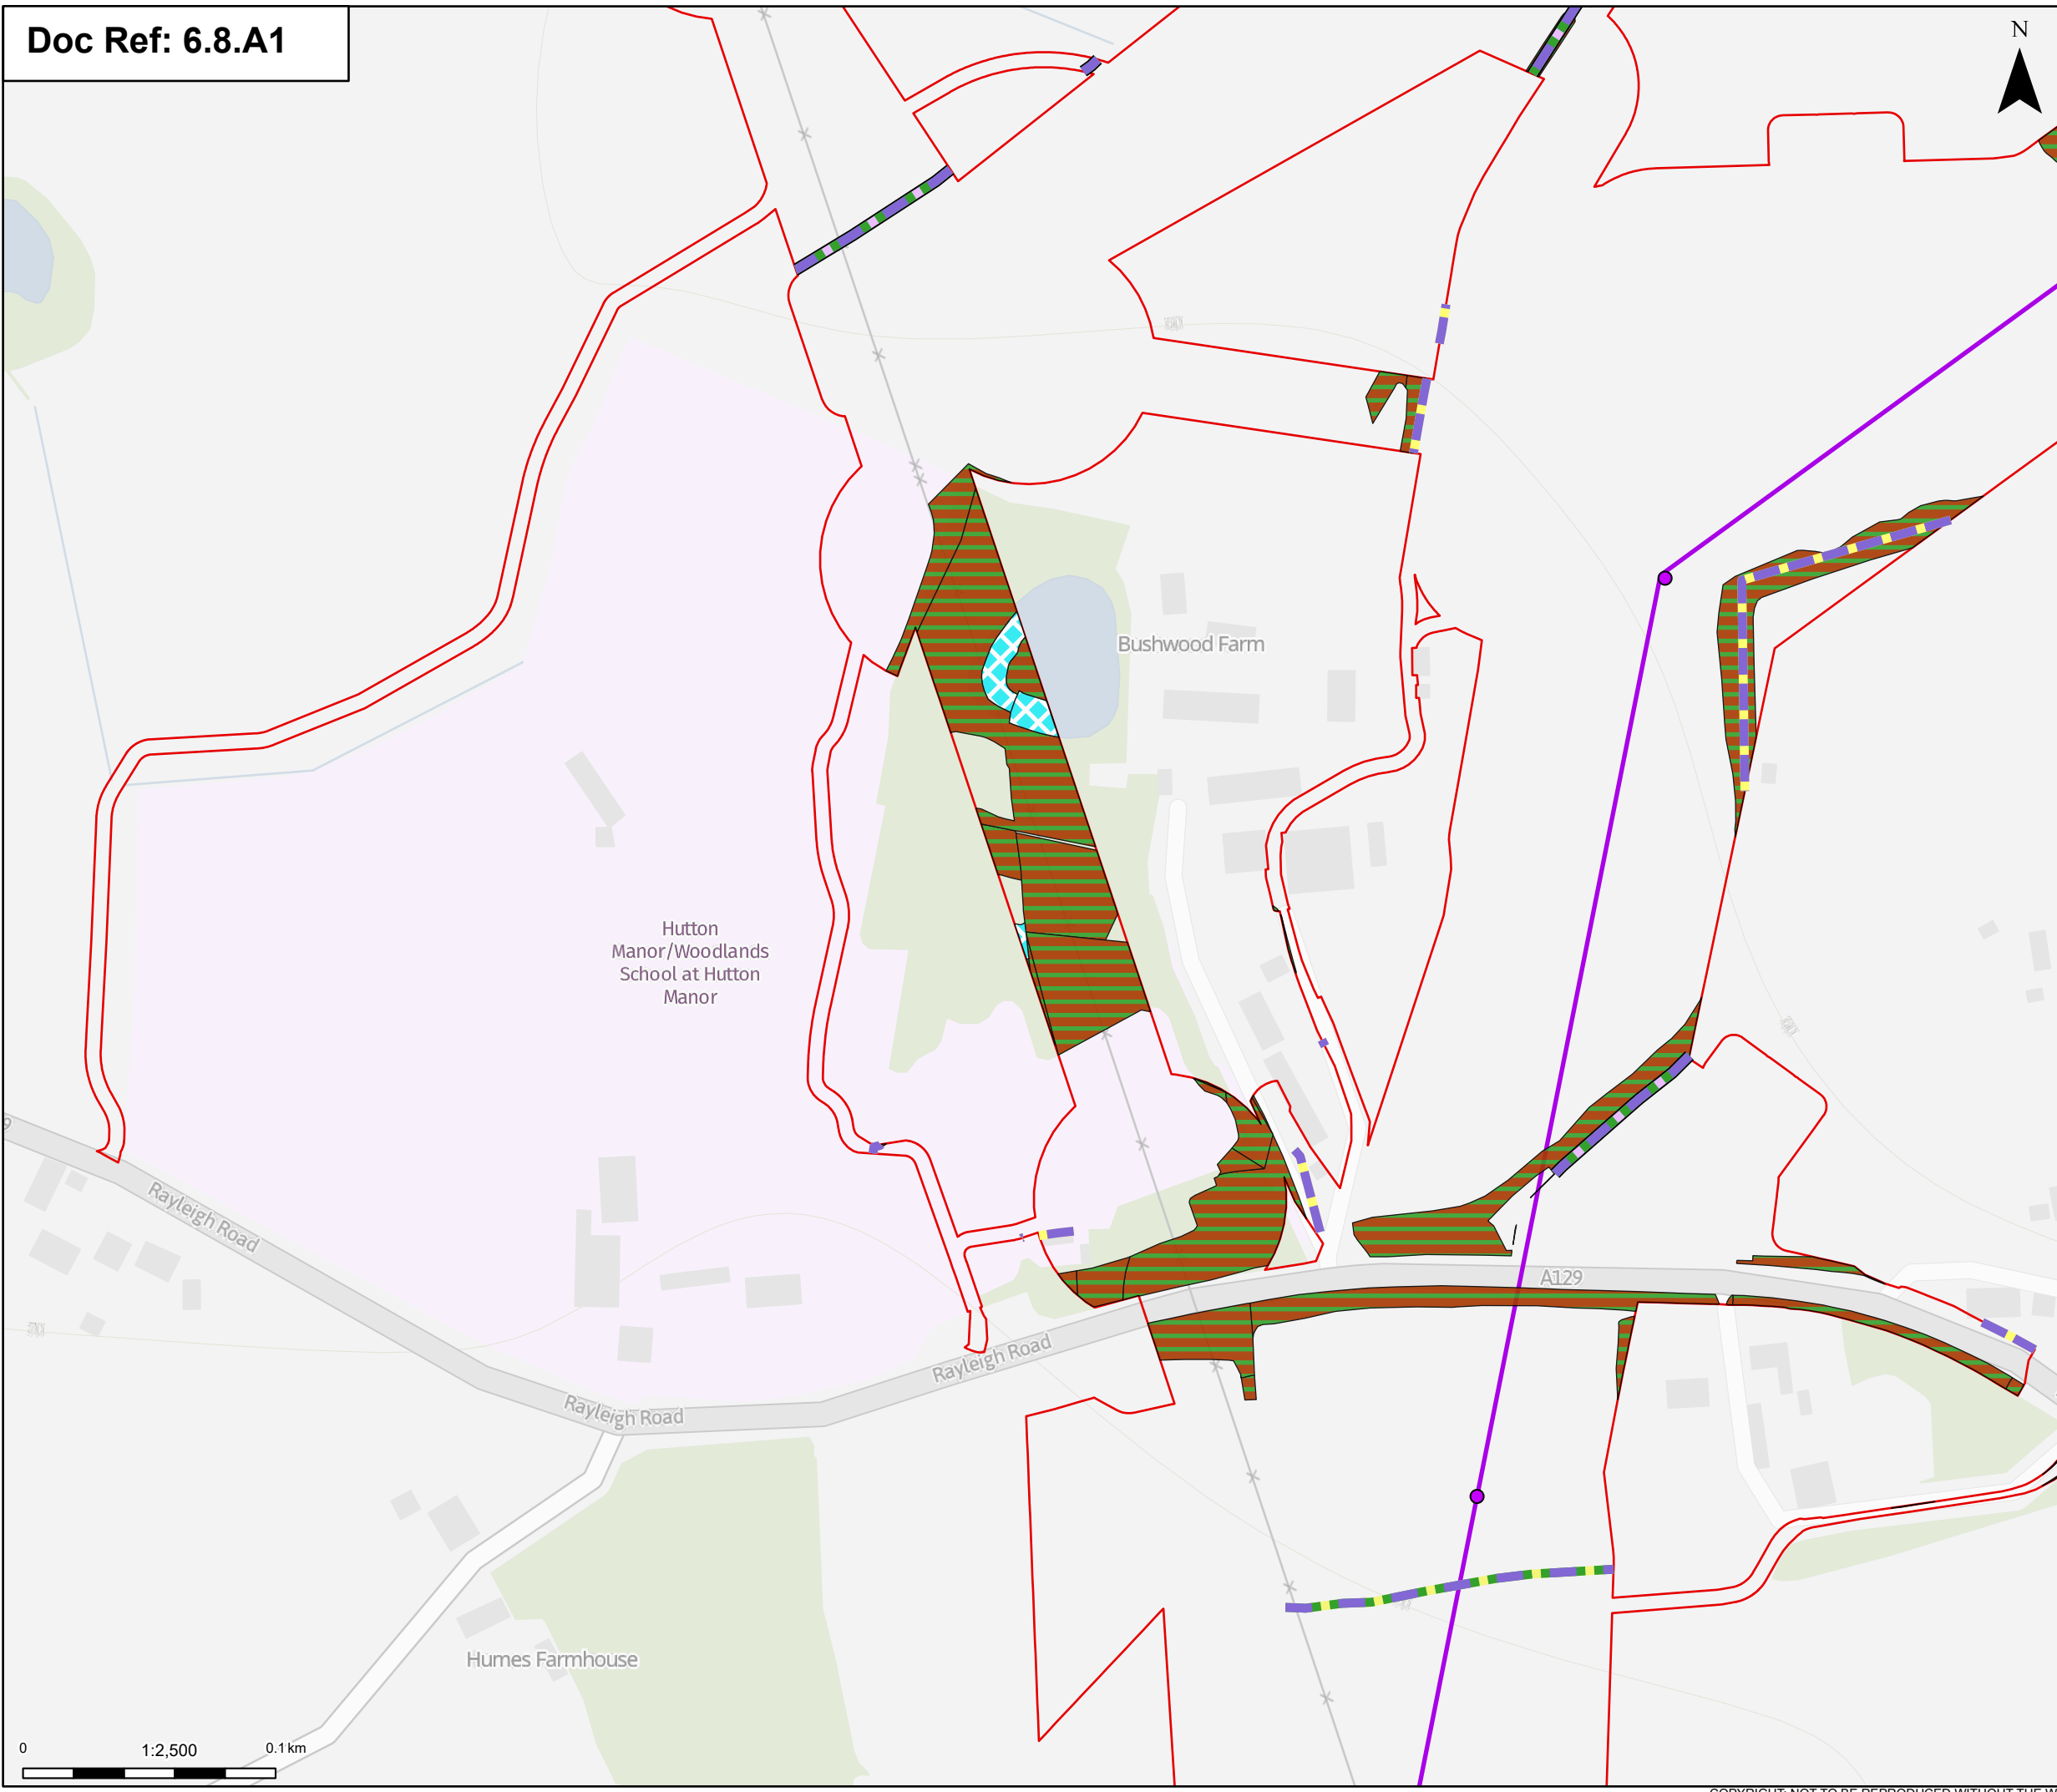 Doc Ref: 6.8.A1
N
Bushwood Farm
Hutton
Manor/Woodlands
School at Hutton
Manor
Rayleigh Road
A129
Rayleigh Road
Rayleigh Road
Humes Farmhouse
0
1:2,500
0.1 km